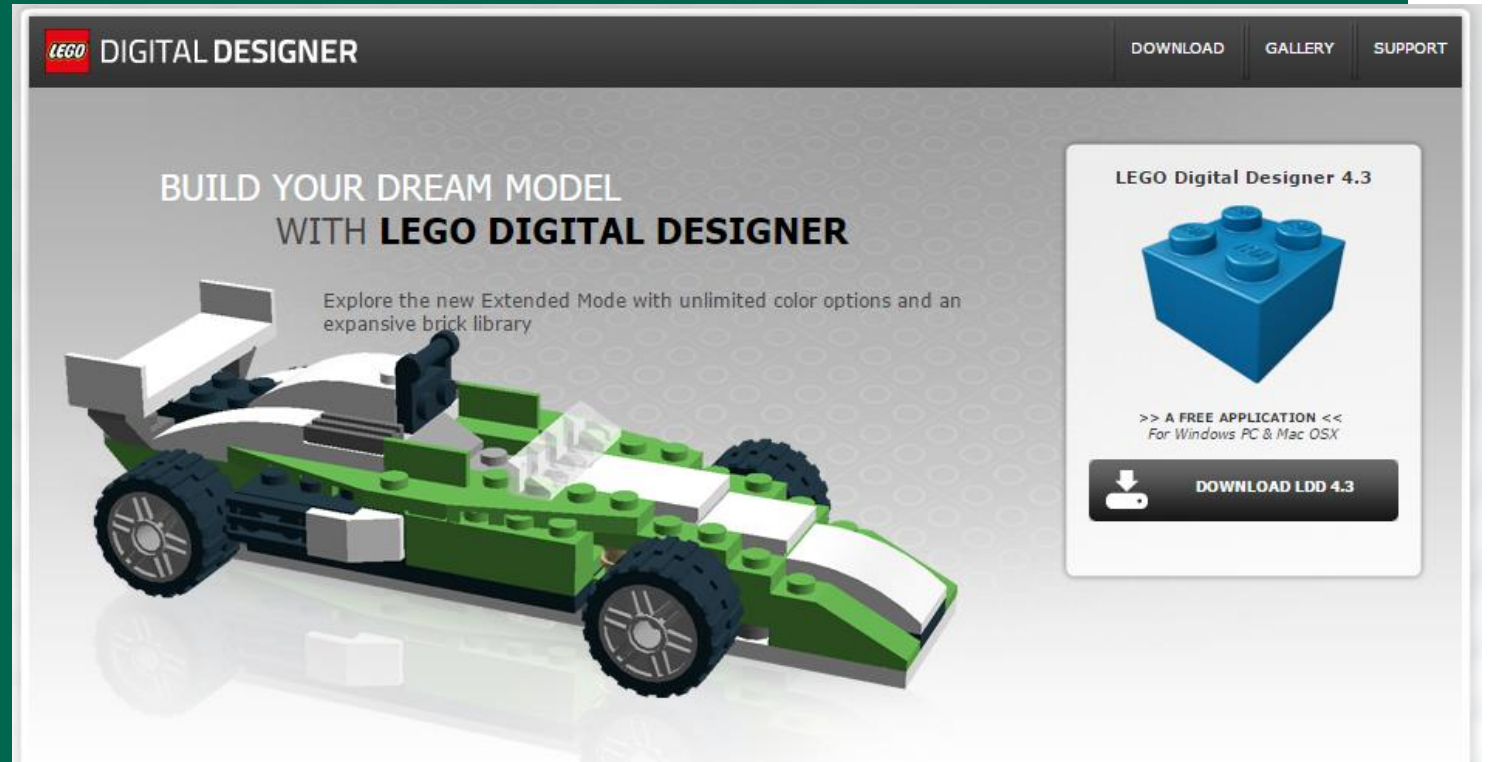 LEGO DIGITAL DESIGNER
DOWNLOAD GALLERY SUPPORT
BUILD YOUR DREAM MODEL
WITH LEGO DIGITAL DESIGNER
Explore the new Extended Mode with unlimited color options and an
expansive brick library
LEGO Digital Designer 4.3
>> A FREE APPLICATION <<
For Windows PC & Mac OSX
DOWNLOAD LDD 4.3